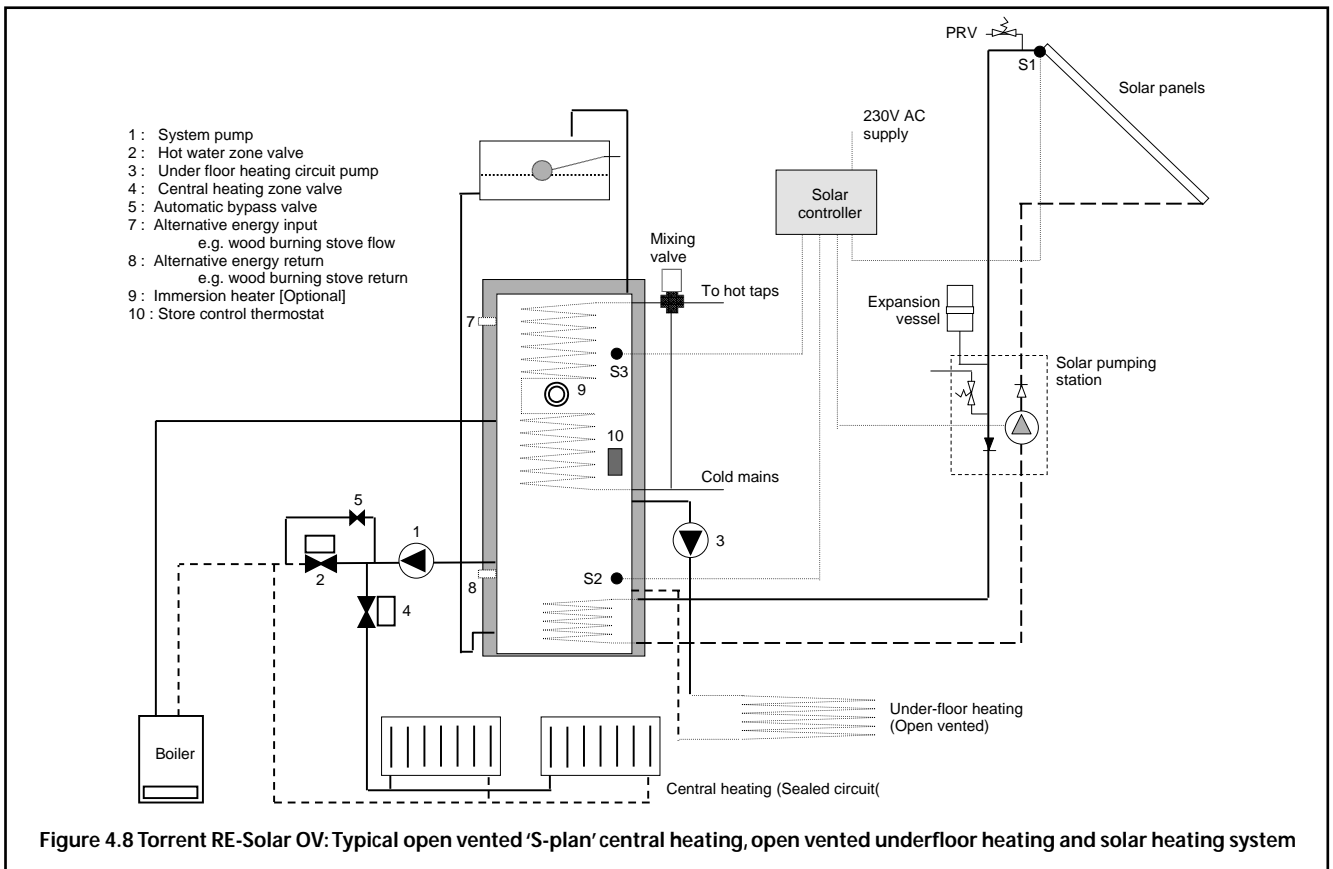 PRV
S1
Solar panels
230V AC
supply
1 : System pump
2 : Hot water zone valve
3 : Under floor heating circuit pump
4 : Central heating zone valve
5 : Automatic bypass valve
7 : Alternative energy input
e.g. wood burning stove flow
8 : Alternative energy return
e.g. wood burning stove return
9 : Immersion heater [Optional]
10 : Store control thermostat
Solar
controller
Mixing
valve
To hot taps
Expansion
vessel
7
S3
Solar pumping
station
9
10
Cold mains
5
1
3
2
S2
8
4
Under-floor heating
(Open vented)
Boiler
Central heating (Sealed circuit(
Figure 4.8 Torrent RE-Solar OV: Typical open vented ‘S-plan’ central heating, open vented underfloor heating and solar heating system